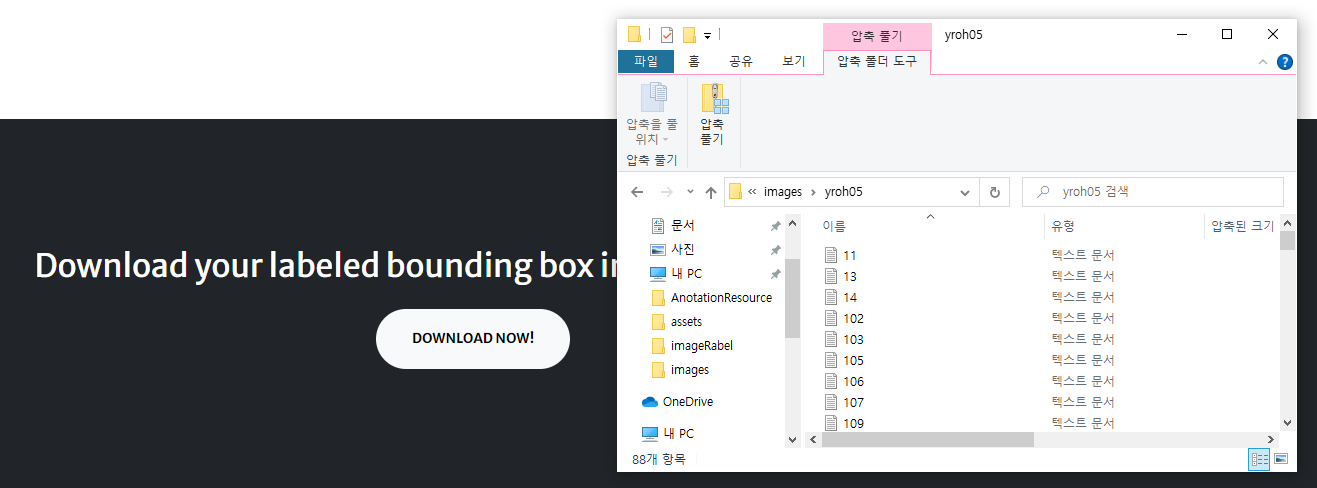 Download your labeled bounding box in
DOWNLOAD NOW!
압축 풀기
yroh05
파일
홈
공유
보기
압축 폴더 도구
압축을 풀
위치
압축
풀기
압축 풀기
« images › yroh05
yroh05 검색
문서
사진
내 PC
AnotationResource
assets
imageRabel
images
OneDrive
내 PC
이름 유형 압축된 크기
11 텍스트 문서
13 텍스트 문서
14 텍스트 문서
102 텍스트 문서
103 텍스트 문서
105 텍스트 문서
106 텍스트 문서
107 텍스트 문서
109 텍스트 문서
88개 항목